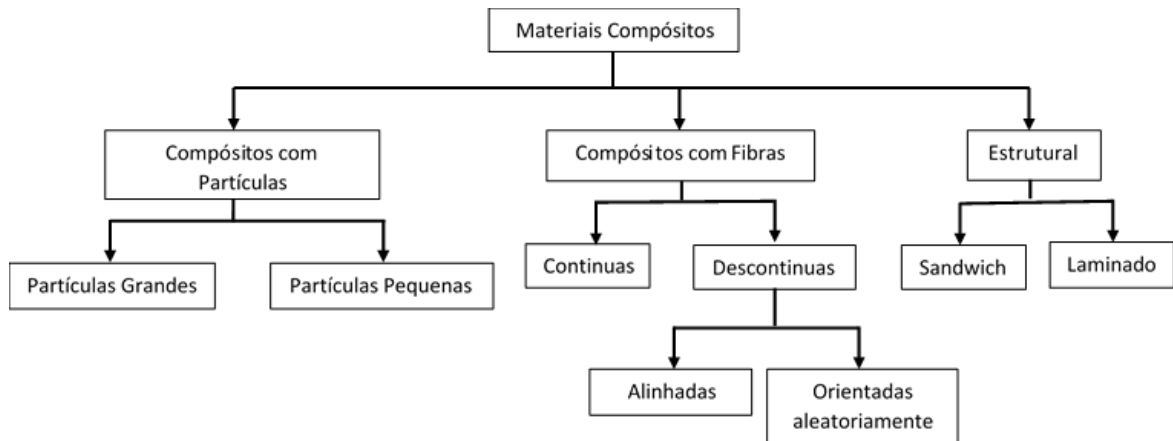 Materiais Compósitos
Compósitos com
Partículas
Compósitos com Fibras
Estrutural
Partículas Grandes
Partículas Pequenas
Continuas
Descontinuas
Sandwich
Laminado
Alinhadas
Orientadas
aleatoriamente